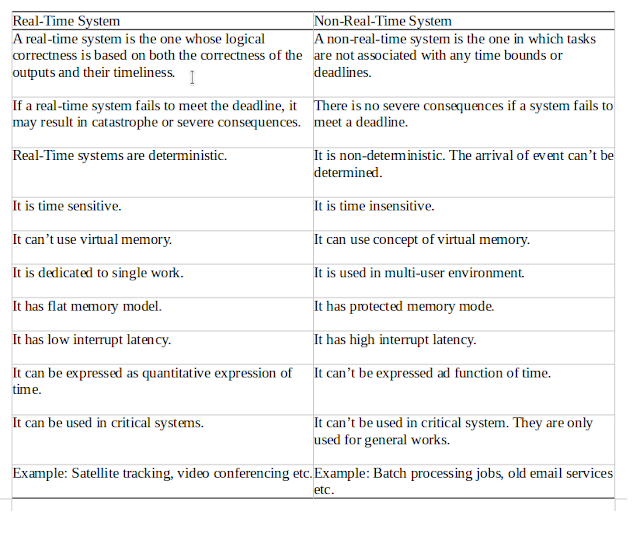 Real-Time System
Non-Real-Time System
A real-time system is the one whose logical
correctness is based on both the correctness of the
outputs and their timeliness.
A non-real-time system is the one in which tasks
are not associated with any time bounds or
deadlines.
If a real-time system fails to meet the deadline, it
may result in catastrophe or severe consequences.
There is no severe consequences if a system fails to
meet a deadline.
Real-Time systems are deterministic.
It is non-deterministic. The arrival of event can’t be
determined.
It is time sensitive.
It is time insensitive.
It can’t use virtual memory.
It can use concept of virtual memory.
It is dedicated to single work.
It is used in multi-user environment.
It has flat memory model.
It has protected memory mode.
It has low interrupt latency.
It has high interrupt latency.
It can be expressed as quantitative expression of
time.
It can’t be expressed ad function of time.
It can be used in critical systems.
It can’t be used in critical system. They are only
used for general works.
Example: Satellite tracking, video conferencing etc.
Example: Batch processing jobs, old email services
etc.